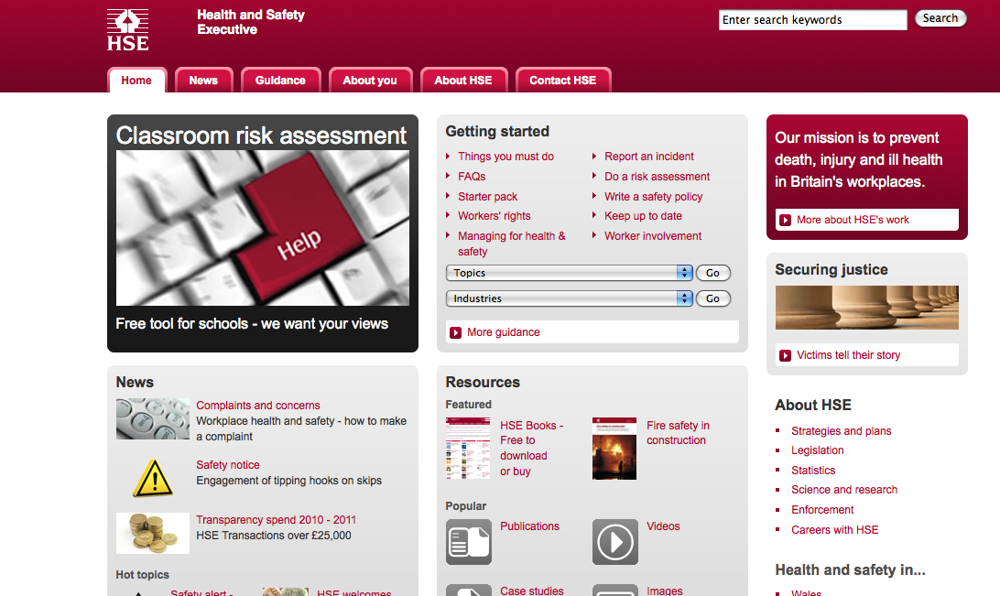 HSE
Health and Safety
Executive
Enter search keywords
Search
Home
News
Guidance
About you
About HSE
Contact HSE
Classroom risk assessment
Help
Free tool for schools - we want your views
Getting started
Things you must do
FAQs
Starter pack
Workers' rights
Managing for health &
safety
Report an incident
Do a risk assessment
Write a safety policy
Keep up to date
Worker involvement
Topics
Go
Industries
Go
More guidance
Our mission is to prevent
death, injury and ill health
in Britain's workplaces.
More about HSE's work
Securing justice
Victims tell their story
News
Complaints and concerns
Workplace health and safety - how to make
a complaint
Safety notice
Engagement of tipping hooks on skips
Transparency spend 2010 - 2011
HSE Transactions over £25,000
Hot topics
Safety alert -
HSE welcomes
Resources
Featured
HSE Books -
Free to
download
or buy
Fire safety in
construction
Popular
Publications
Videos
Case studies
Images
About HSE
Strategies and plans
Legislation
Statistics
Science and research
Enforcement
Careers with HSE
Health and safety in...
Wales